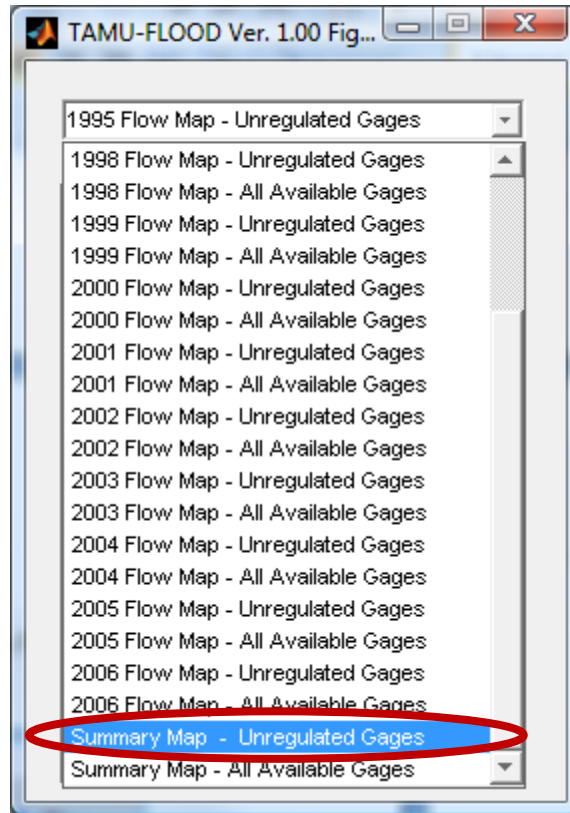 TAMU-FLOOD Ver. 1.00 Fig...
1995 Flow Map - Unregulated Gages
1998 Flow Map - Unregulated Gages
1998 Flow Map - All Available Gages
1999 Flow Map - Unregulated Gages
1999 Flow Map - All Available Gages
2000 Flow Map - Unregulated Gages
2000 Flow Map - All Available Gages
2001 Flow Map - Unregulated Gages
2001 Flow Map - All Available Gages
2002 Flow Map - Unregulated Gages
2002 Flow Map - All Available Gages
2003 Flow Map - Unregulated Gages
2003 Flow Map - All Available Gages
2004 Flow Map - Unregulated Gages
2004 Flow Map - All Available Gages
2005 Flow Map - Unregulated Gages
2005 Flow Map - All Available Gages
2006 Flow Map - Unregulated Gages
2006 Flow Map - All Available Gages
Summary Map - Unregulated Gages
Summary Map - All Available Gages